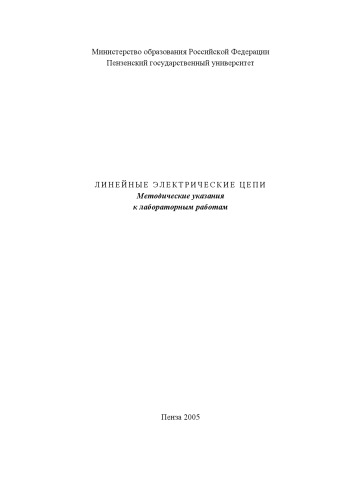 Министерство образования Российской Федерации
Пензенский государственный университет
ЛИНЕЙНЫЕ ЭЛЕКТРИЧЕСКИЕ ЦЕПИ
Методические указания
к лабораторным работам
Пенза 2005